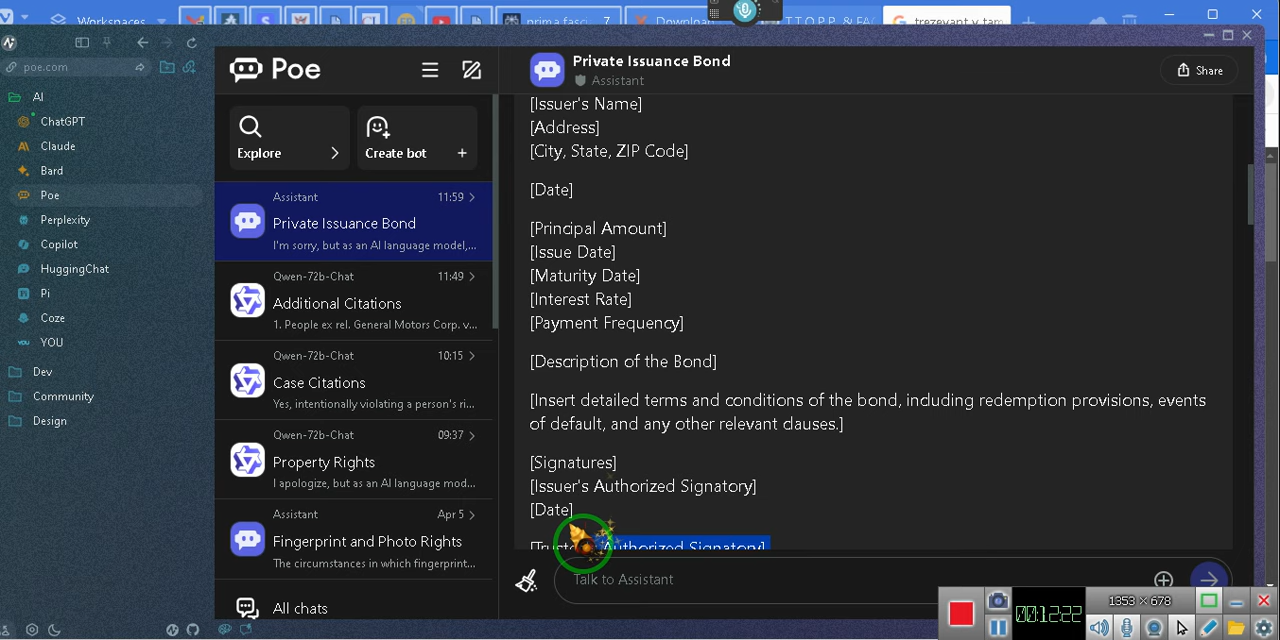 Workspaces
prima fasci
7
Downloa
T T O P P & FAC
trezevant v tam
poe.com
Poe
Private Issuance Bond
Assistant
Share
AI
ChatGPT
Claude
Bard
Poe
Perplexity
Copilot
HuggingChat
Pi
Coze
YOU
Dev
Community
Design
Explore
Create bot
Assistant 11:59
Private Issuance Bond
I'm sorry, but as an AI language model,...
Qwen-72b-Chat 11:49
Additional Citations
1. People ex rel. General Motors Corp. v...
Qwen-72b-Chat 10:15
Case Citations
Yes, intentionally violating a person's ri...
Qwen-72b-Chat 09:37
Property Rights
I apologize, but as an AI language mod...
Assistant Apr 5
Fingerprint and Photo Rights
The circumstances in which fingerprint...
All chats
[Issuer's Name]
[Address]
[City, State, ZIP Code]
[Date]
[Principal Amount]
[Issue Date]
[Maturity Date]
[Interest Rate]
[Payment Frequency]
[Description of the Bond]
[Insert detailed terms and conditions of the bond, including redemption provisions, events
of default, and any other relevant clauses.]
[Signatures]
[Issuer's Authorized Signatory]
[Date]
Authorized Signatory]
Talk to Assistant
1353 × 678
00:12:22